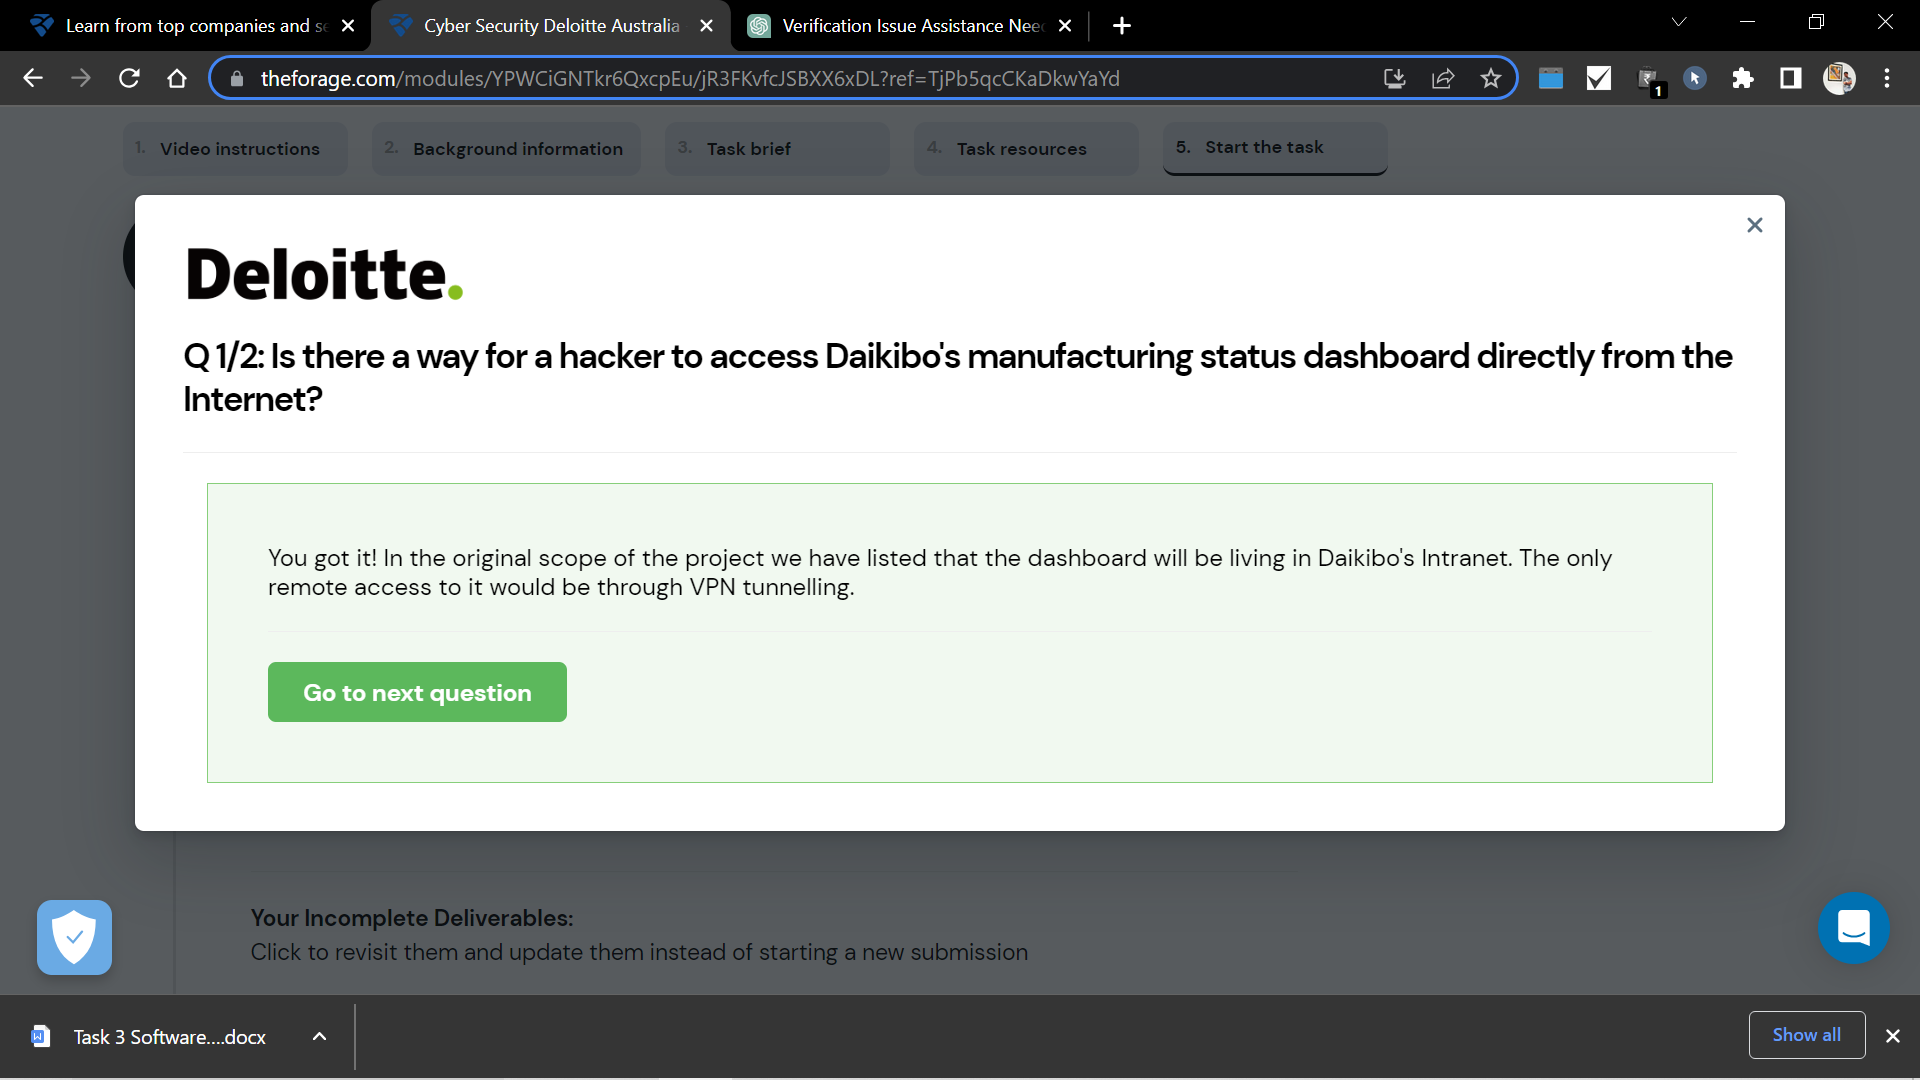 Learn from top companies and se
Cyber Security Deloitte Australia
Verification Issue Assistance Nee
theforage.com/modules/YPWCiGNTkr6QxcpEu/jR3FKvfcJSBXX6xDL?ref=TjPb5qcCKaDkwYaYd
1
1. Video instructions
2. Background information
3. Task brief
4. Task resources
5. Start the task
Deloitte.
Q 1/2: Is there a way for a hacker to access Daikibo's manufacturing status dashboard directly from the
Internet?
You got it! In the original scope of the project we have listed that the dashboard will be living in Daikibo's Intranet. The only
remote access to it would be through VPN tunnelling.
Go to next question
Your Incomplete Deliverables:
Click to revisit them and update them instead of starting a new submission
Task 3 Software....docx
Show all